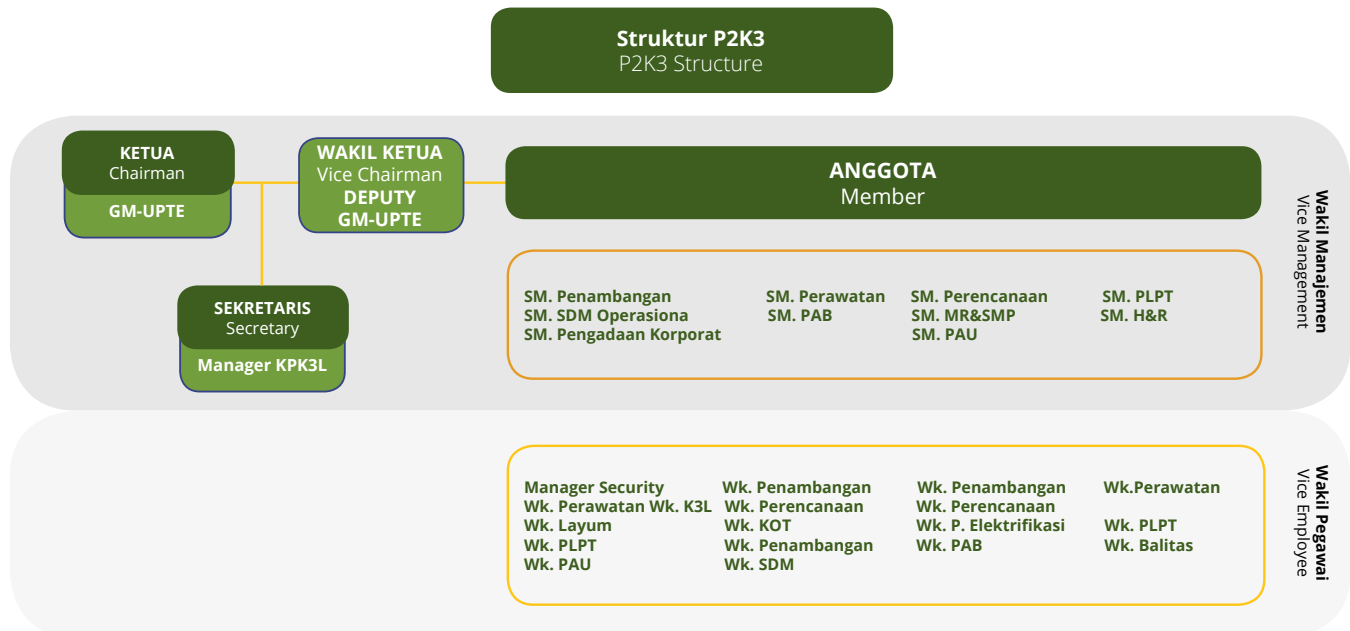 Struktur P2K3
P2K3 Structure
KETUA
Chairman
GM-UPTE
WAKIL KETUA
Vice Chairman
DEPUTY
GM-UPTE
SEKRETARIS
Secretary
Manager KPK3L
ANGGOTA
Member
SM. Penambangan
SM. SDM Operasiona
SM. Pengadaan Korporat
SM. Perawatan
SM. PAB
SM. Perencanaan
SM. MR&SMP
SM. PAU
SM. PLPT
SM. H&R
Wakil Manajemen
Vice Management
Manager Security
Wk. Perawatan Wk. K3L
Wk. Layum
Wk. PLPT
Wk. PAU
Wk. Penambangan
Wk. Perencanaan
Wk. KOT
Wk. Penambangan
Wk. SDM
Wk. Penambangan
Wk. Perencanaan
Wk. P. Elektrifikasi
Wk. PAB
Wk.Perawatan
Wk. PLPT
Wk. Balitas
Wakil Pegawai
Vice Employee